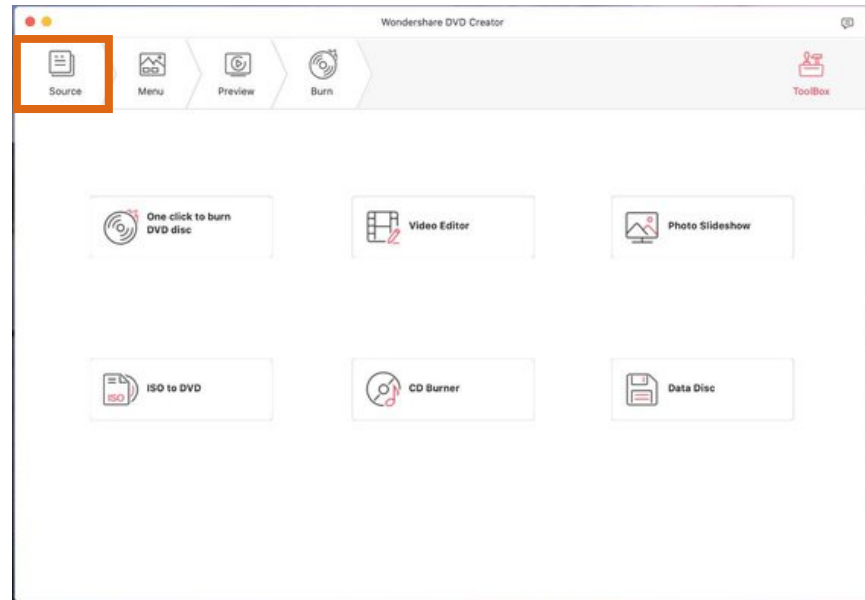 Wondershare DVD Creator
Source
Menu
Preview
Burn
ToolBox
One click to burn
DVD disc
Video Editor
Photo Slideshow
ISO
ISO to DVD
CD Burner
Data Disc